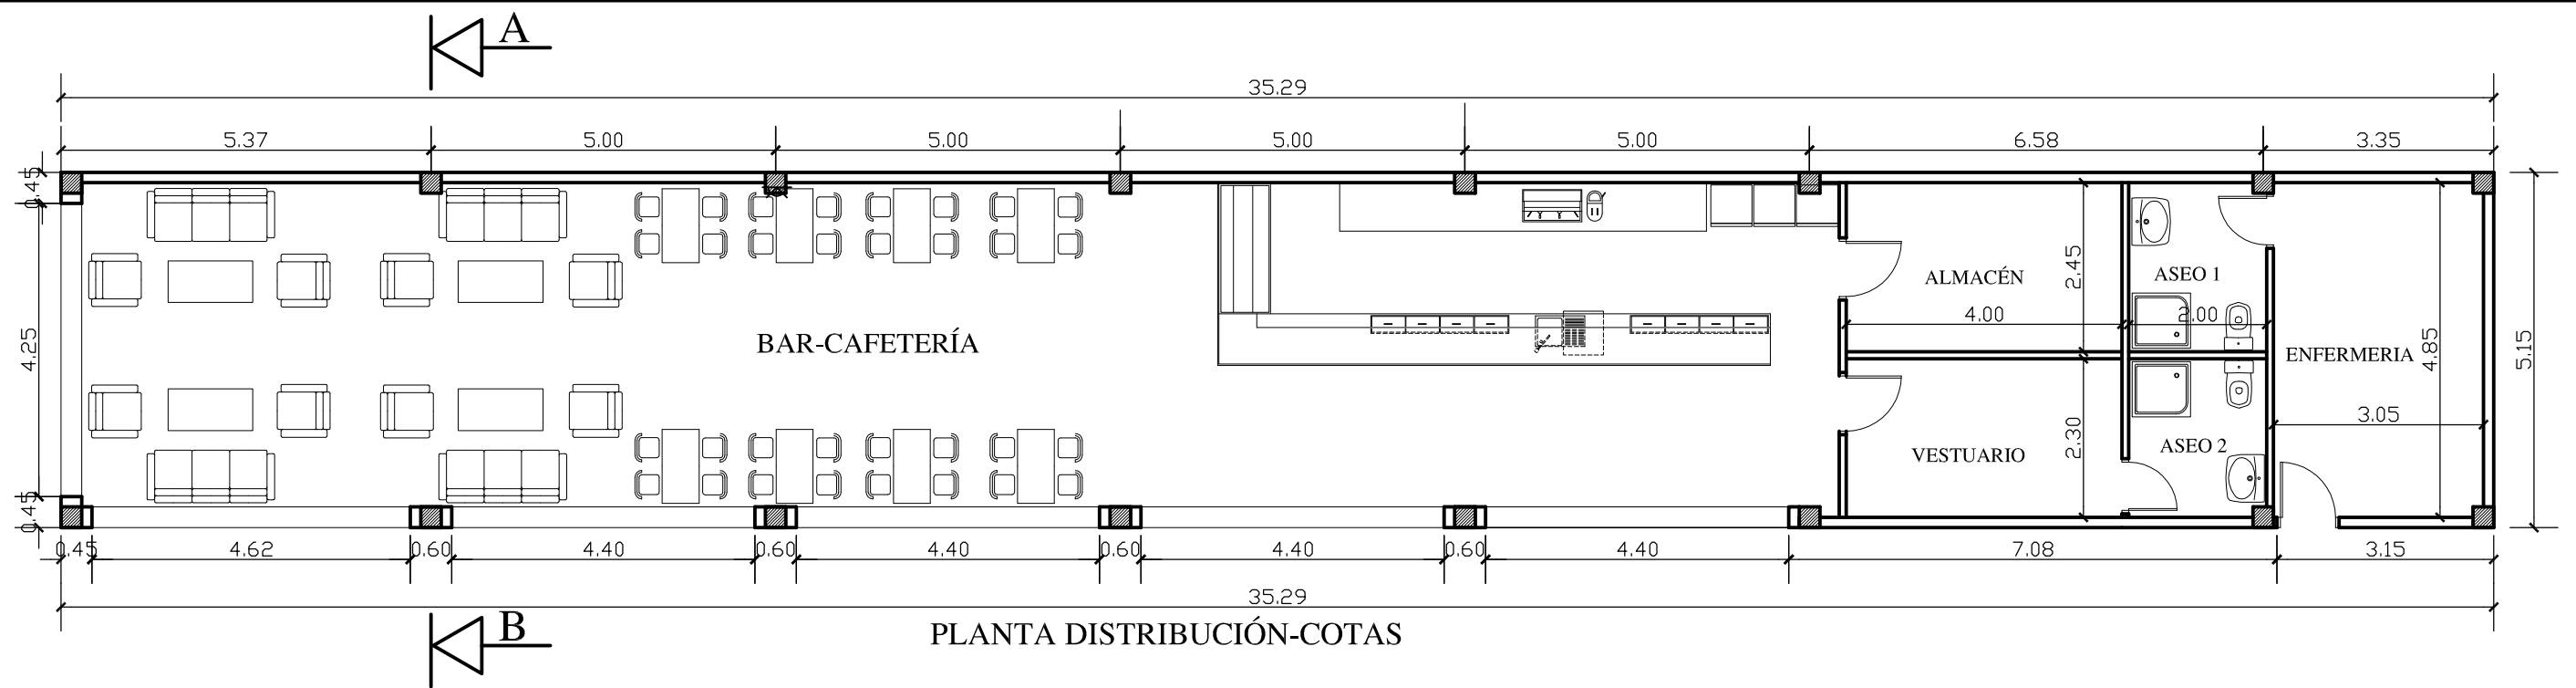 A
35.29
5.37 5.00 5.00 5.00 5.00 6.58 3.35
0.45
4.25
0.45
BAR-CAFETERÍA
ALMACÉN
2.45
4.00
ASEO 1
2.00
ENFERMERIA
4.85
5.15
3.05
VESTUARIO
2.30
ASEO 2
0.45 4.62 0.60 4.40 0.60 4.40 0.60 4.40 0.60 4.40 7.08 3.15
35.29
B
PLANTA DISTRIBUCIÓN-COTAS